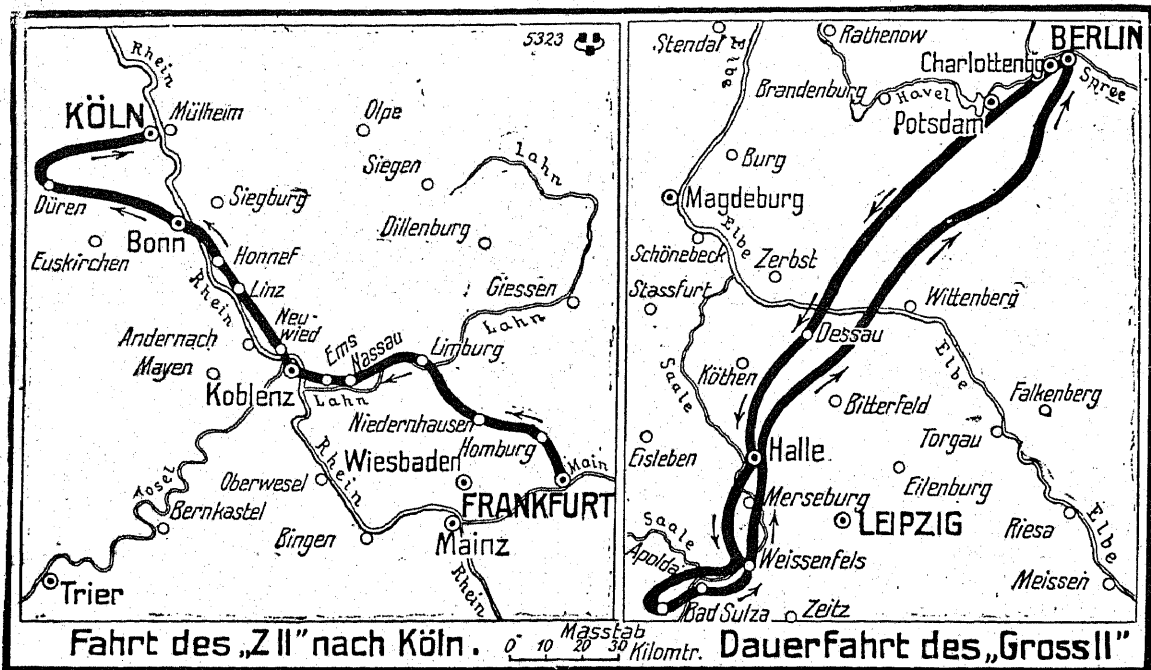 5323
Rhein
KÖLN
Mülheim
Olpe
Siegen
Lahn
Düren
Siegburg
Bonn
Dillenburg
Euskirchen
Honnef
Rhein
Linz
Giessen
Neu-
wied
Lahn
Andernach
Ems
Nassau
Limburg
Mayen
Koblenz
Lahn
Niedernhausen
Homburg
Rhein
Wiesbaden
Main
Oberwesel
FRANKFURT
Mosel
Bernkastel
Bingen
Mainz
Rhein
Trier
Stendal
Elbe
Rathenow
BERLIN
Charlottenbg
Spree
Brandenburg
Havel
Potsdam
Burg
Magdeburg
Elbe
Schönebeck
Zerbst
Stassfurt
Wittenberg
Dessau
Saale
Köthen
Elbe
Falkenberg
Bitterfeld
Torgau
Eisleben
Halle
Eilenburg
Merseburg
LEIPZIG
Riesa
Elbe
Saale
Apolda
Weissenfels
Meissen
Bad Sulza
Zeitz
Fahrt des „Z II" nach Köln.
Masstab
0 10 20 30 Kilomtr.
Dauerfahrt des „Gross II"